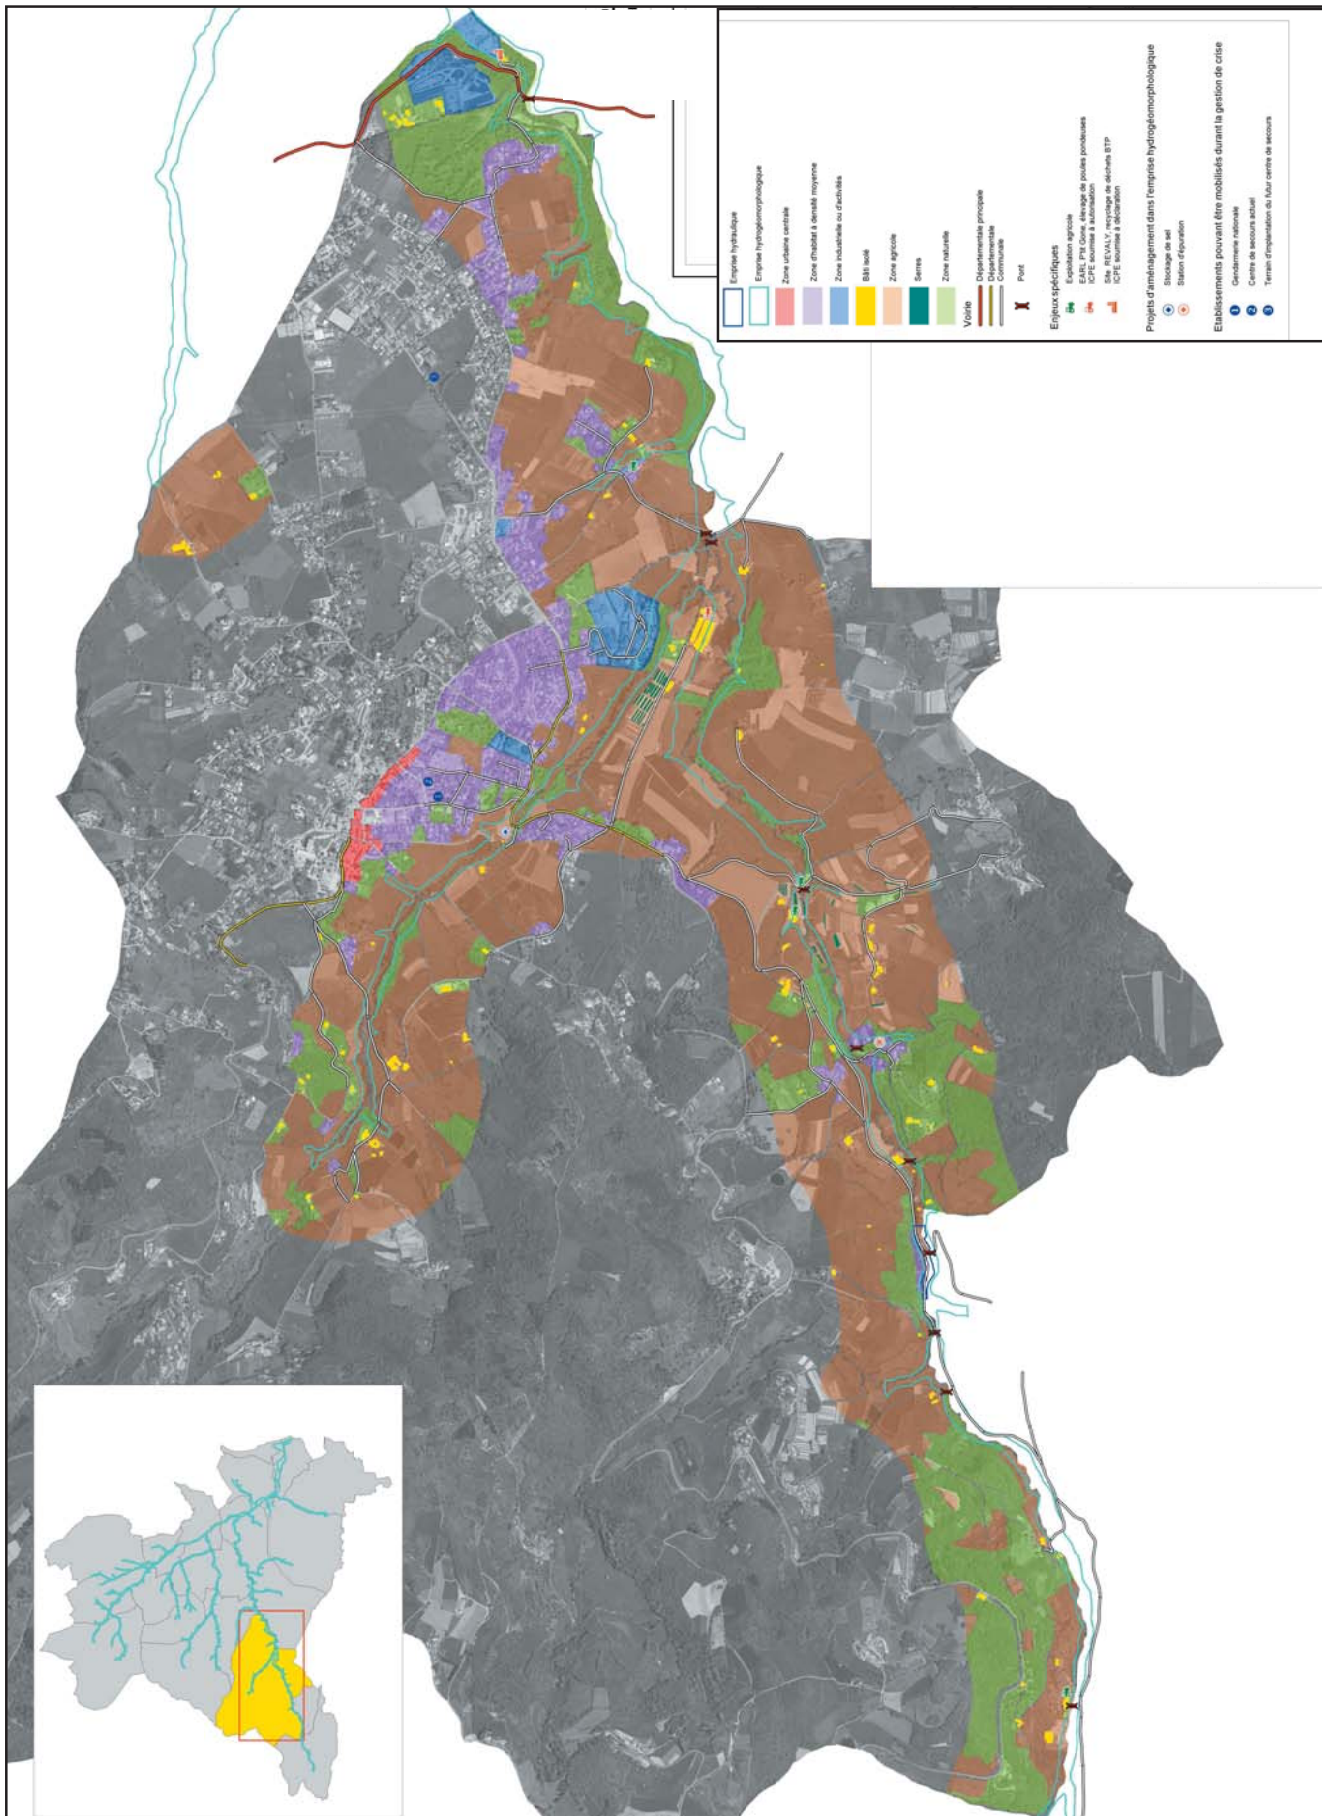 Emprise hydraulique
Emprise hydrogéomorphologique
Zone urbaine centrale
Zone d'habitat à densité moyenne
Zone industrielle ou d'activités
Bâti isolé
Zone agricole
Serres
Zone naturelle
Voirie
Départementale principale
Départementale
Communale
Pont
Enjeux spécifiques
Exploitation agricole
EARL P'tit Gone, élevage de poules pondeuses
ICPE soumise à autorisation
Site REVALY, recyclage de déchets BTP
ICPE soumise à déclaration
Projets d'aménagement dans l'emprise hydrogéomorphologique
Stockage de sel
Station d'épuration
Etablissements pouvant être mobilisés durant la gestion de crise
1 Gendarmerie nationale
2 Centre de secours actuel
3 Terrain d'implantation du futur centre de secours